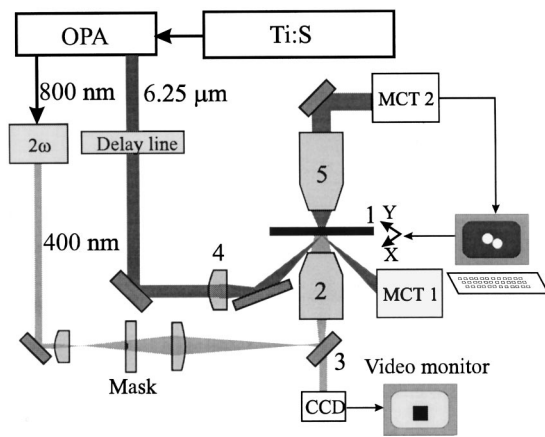 OPA
Ti:S
800 nm
6.25 μm
MCT 2
2ω
Delay line
5
1
Y
X
400 nm
4
2
MCT 1
3
Mask
Video monitor
CCD